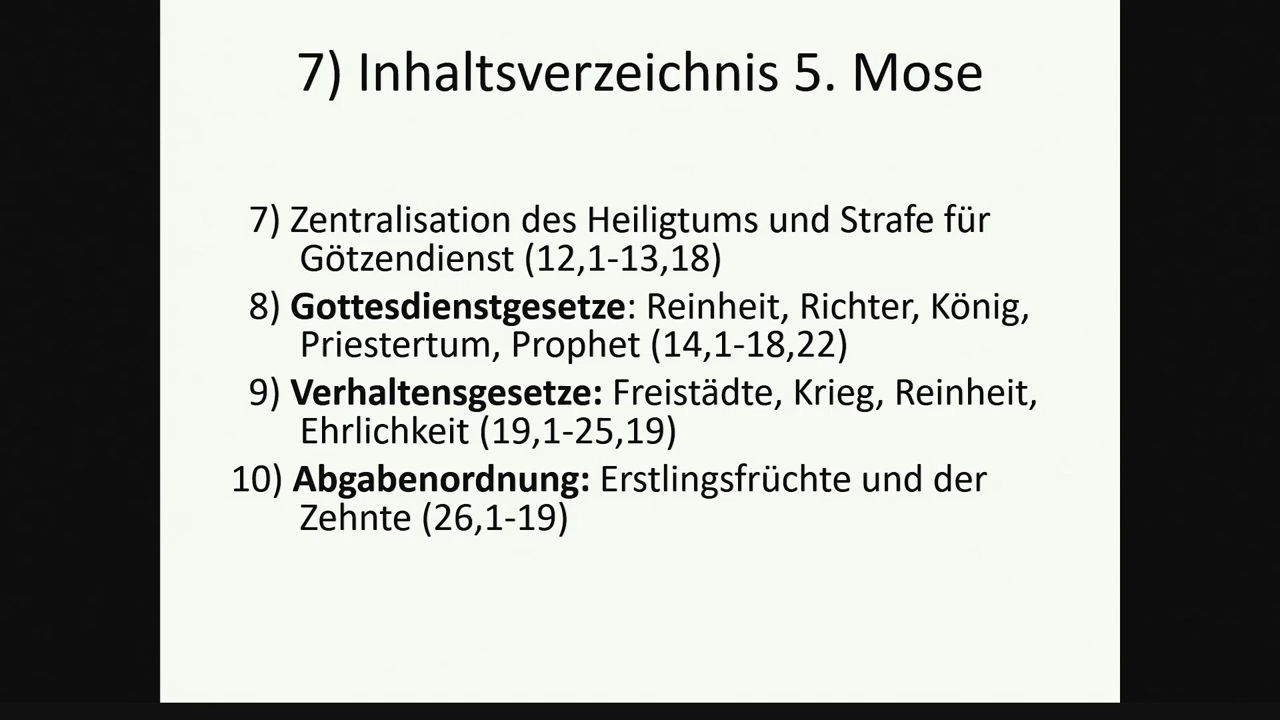 7) Inhaltsverzeichnis 5. Mose
7) Zentralisation des Heiligtums und Strafe für
Götzendienst (12,1-13,18)
8) Gottesdienstgesetze: Reinheit, Richter, König,
Priestertum, Prophet (14,1-18,22)
9) Verhaltensgesetze: Freistädte, Krieg, Reinheit,
Ehrlichkeit (19,1-25,19)
10) Abgabenordnung: Erstlingsfrüchte und der
Zehnte (26,1-19)